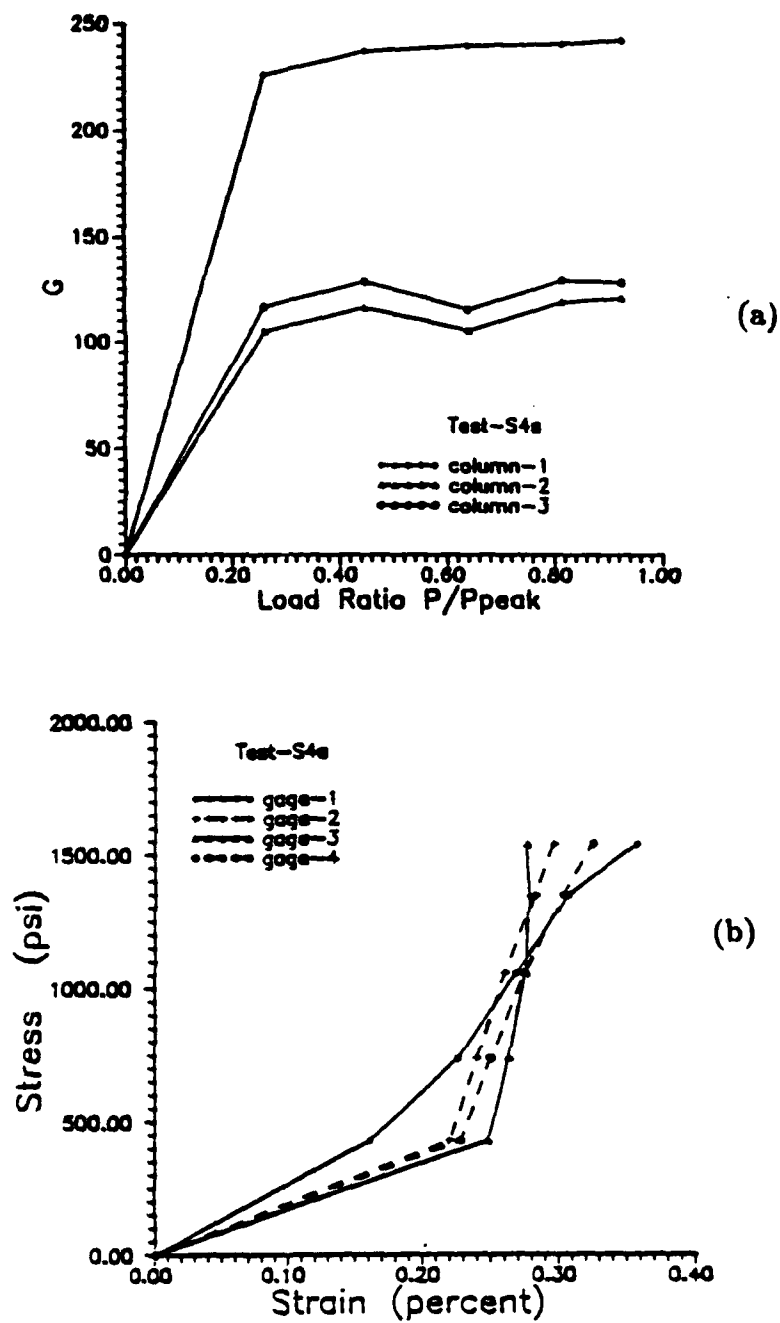 250
200
150
100
50
0
G
(a)
Test-S4a
column-1
column-2
column-3
0.00 0.20 0.40 0.60 0.80 1.00
Load Ratio P/Ppeak
2000.00
1500.00
1000.00
500.00
0.00
Stress (psi)
Test-S4a
gage-1
gage-2
gage-3
gage-4
(b)
0.00 0.10 0.20 0.30 0.40
Strain (percent)